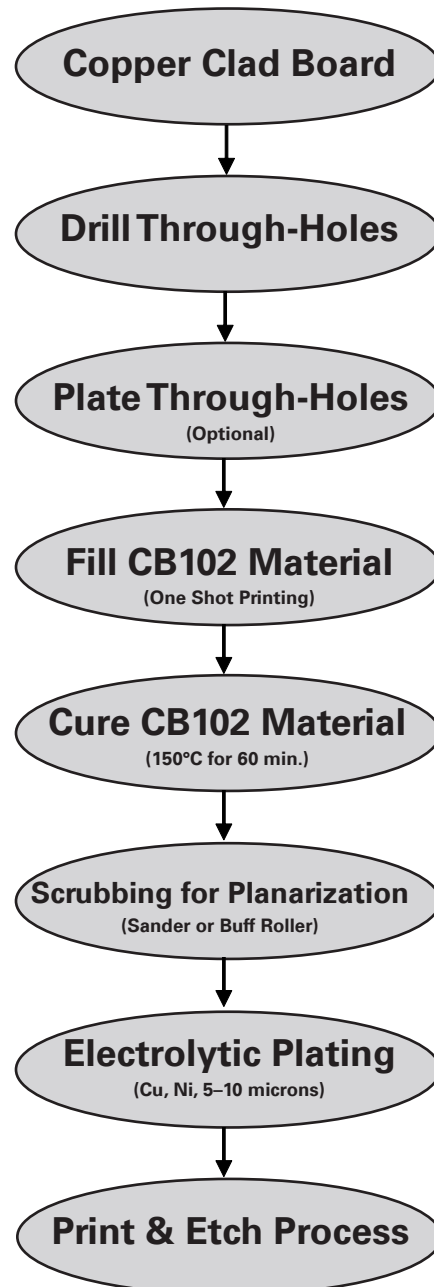 Copper Clad Board
Drill Through-Holes
Plate Through-Holes
(Optional)
Fill CB102 Material
(One Shot Printing)
Cure CB102 Material
(150°C for 60 min.)
Scrubbing for Planarization
(Sander or Buff Roller)
Electrolytic Plating
(Cu, Ni, 5–10 microns)
Print & Etch Process